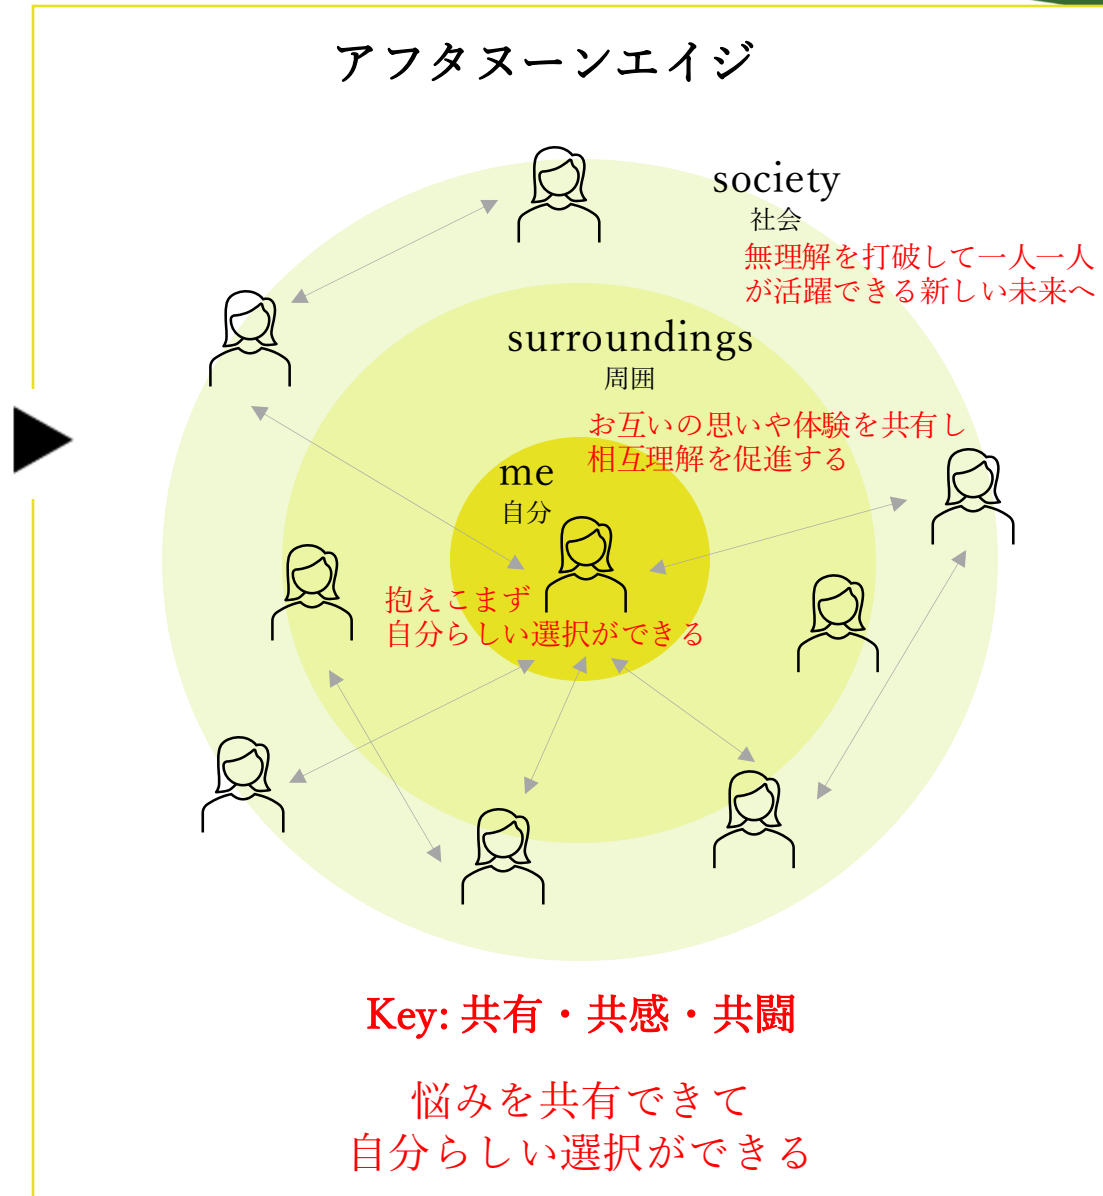 アフタヌーンエイジ
society
社会
無理解を打破して一人一人
が活躍できる新しい未来へ
surroundings
周囲
お互いの思いや体験を共有し
相互理解を促進する
me
自分
抱えこまず
自分らしい選択ができる
Key: 共有・共感・共闘
悩みを共有できて
自分らしい選択ができる